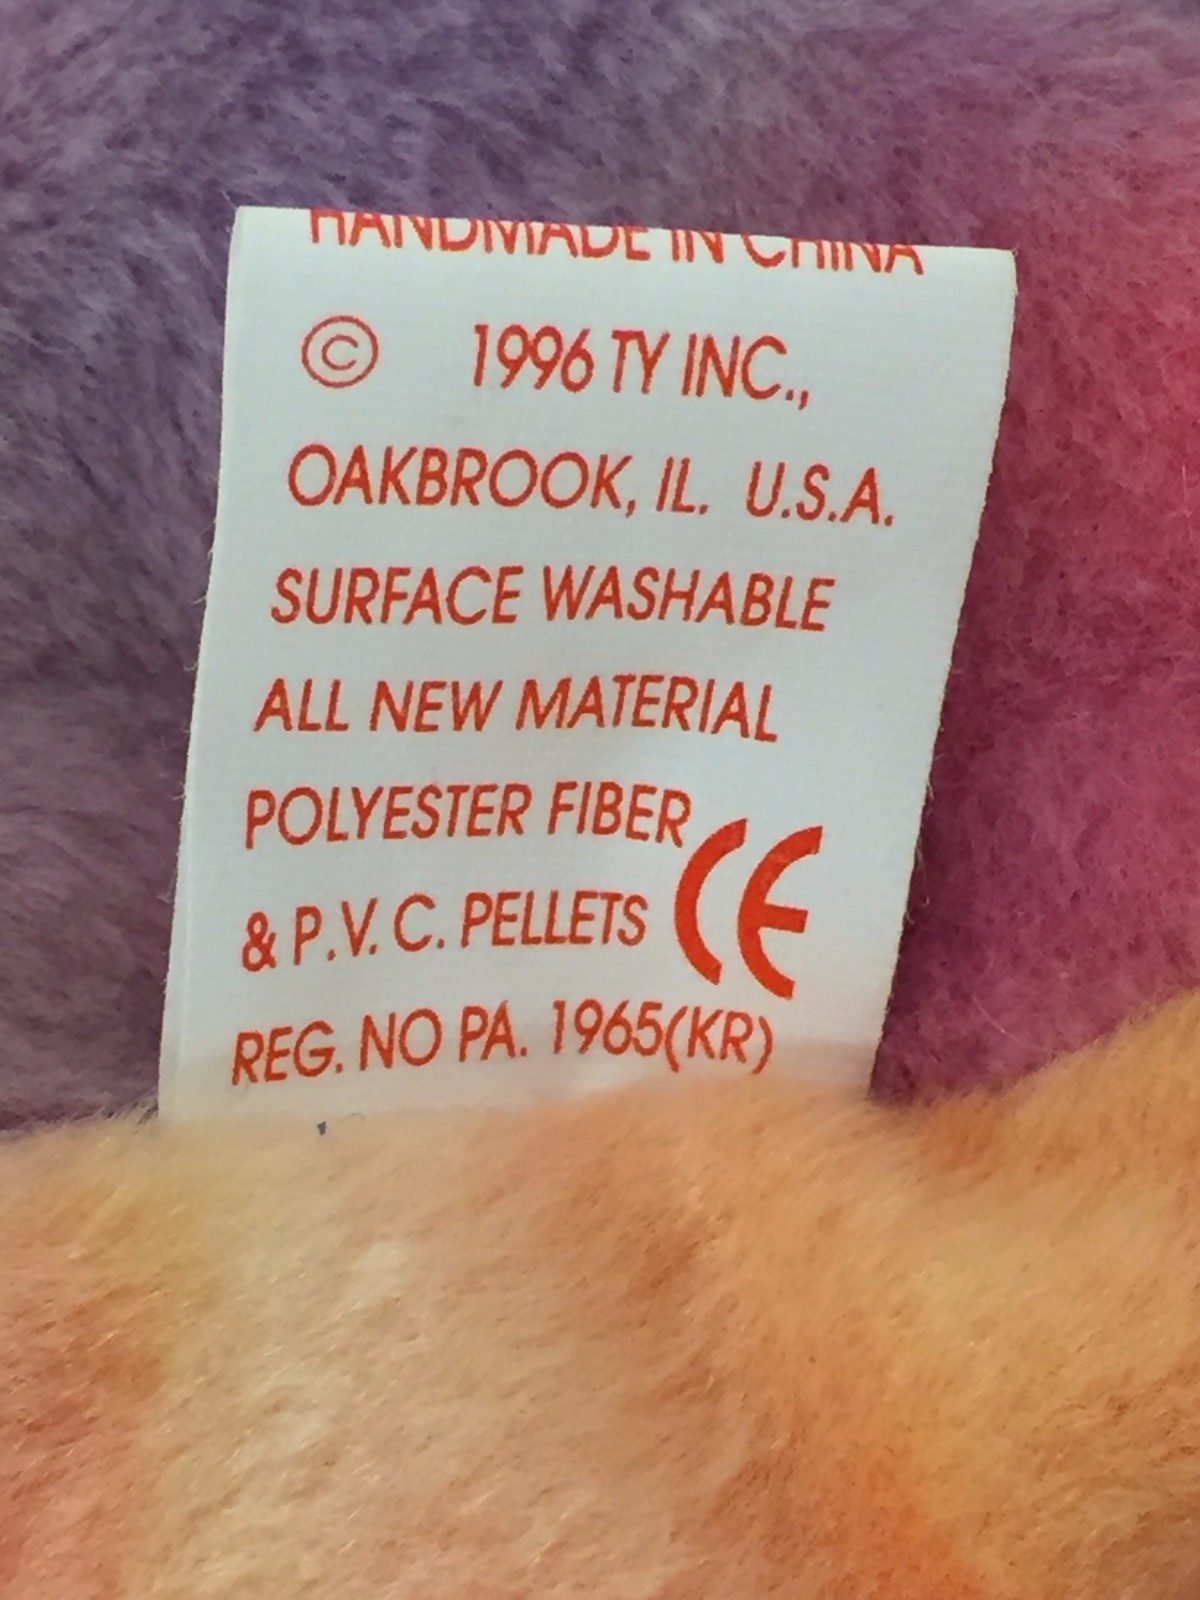 HANDMADE IN CHINA
© 1996 TY INC.,
OAKBROOK, IL. U.S.A.
SURFACE WASHABLE
ALL NEW MATERIAL
POLYESTER FIBER
& P.V.C. PELLETS CE
REG. NO PA. 1965(KR)